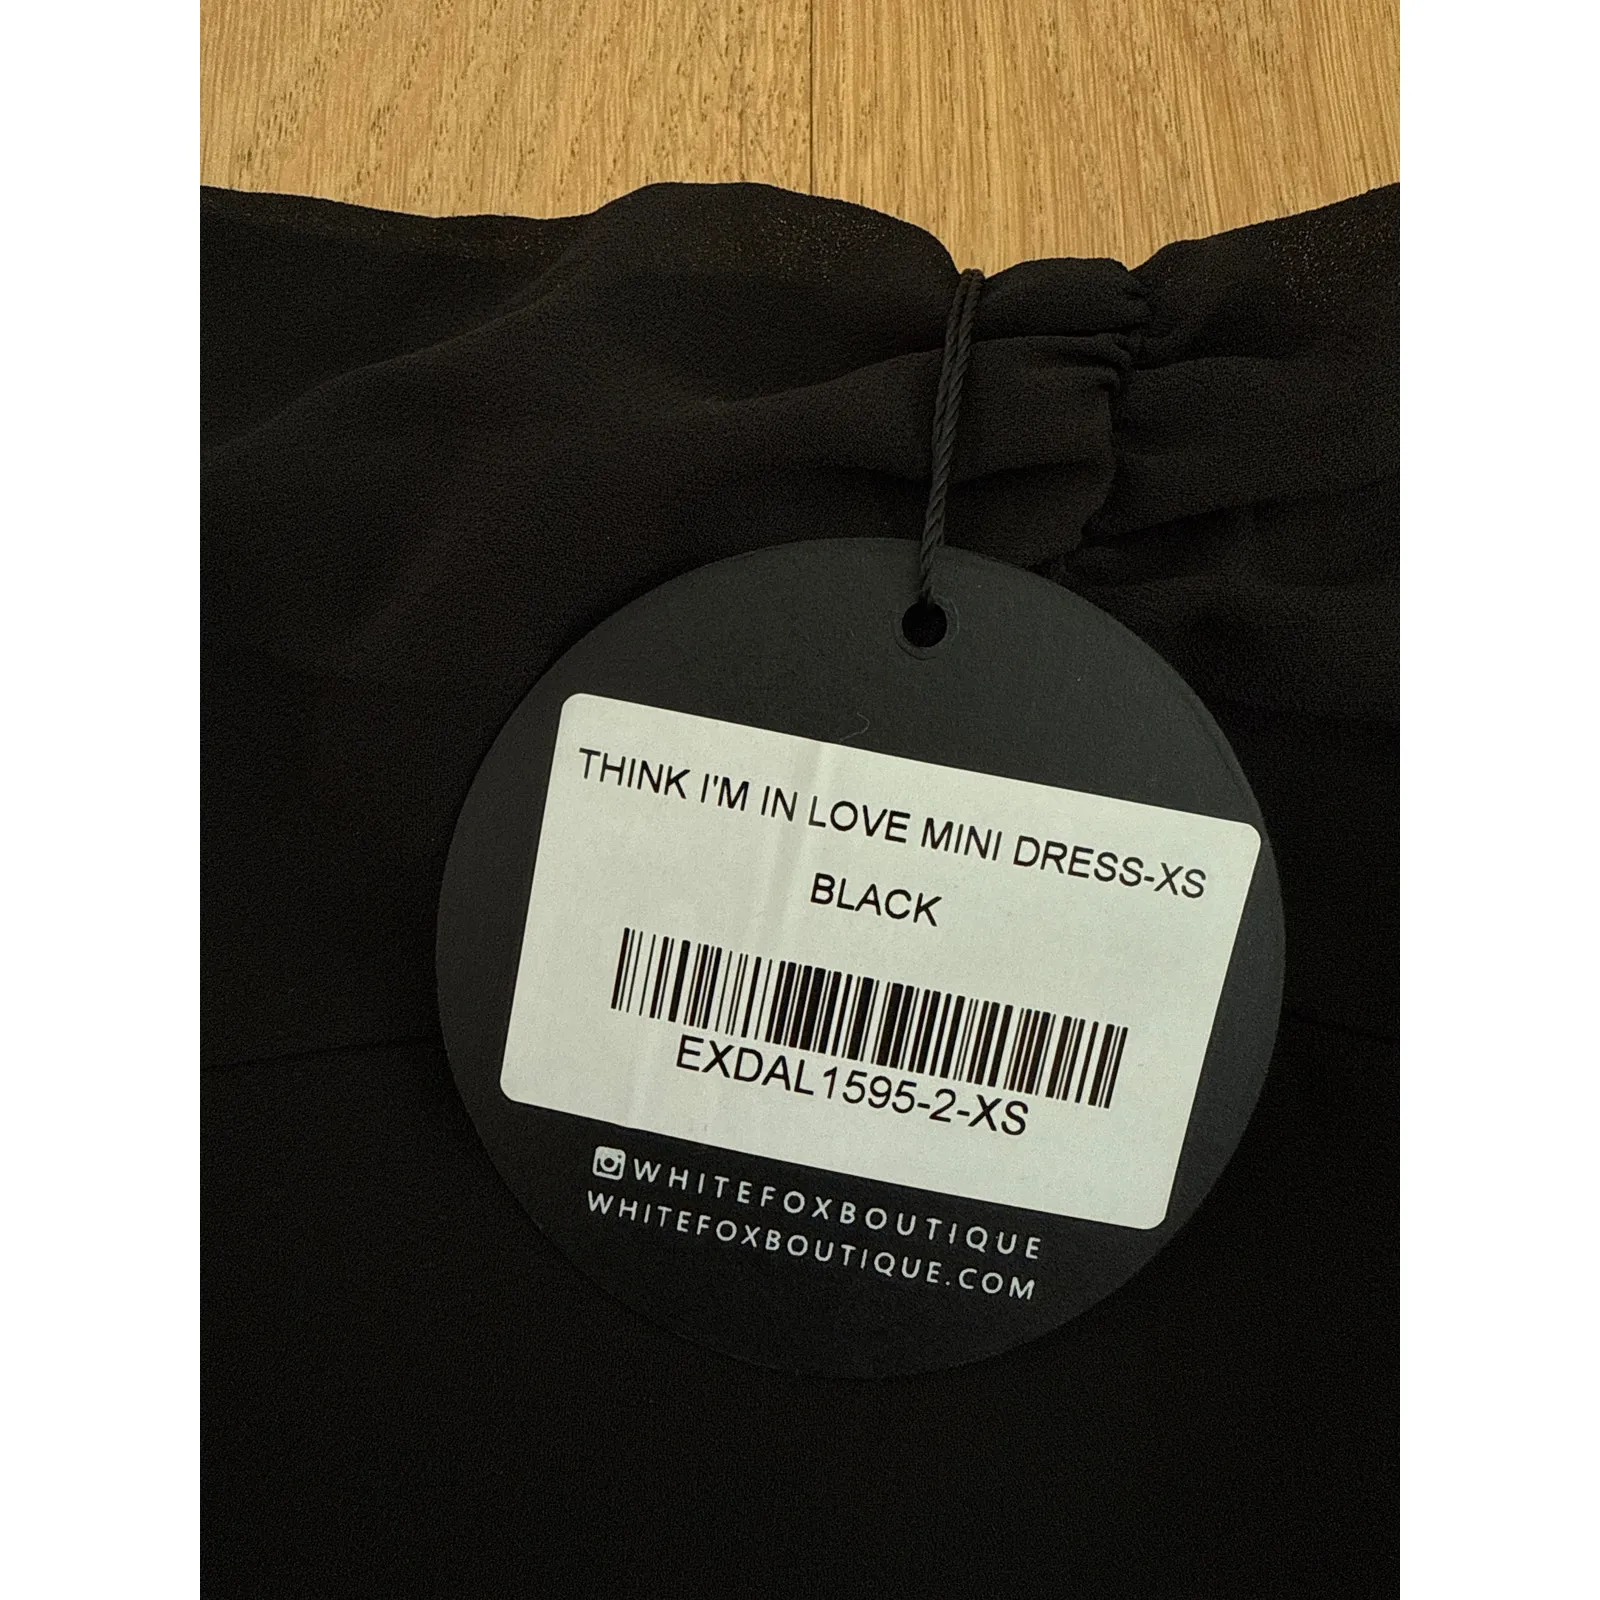 THINK I'M IN LOVE MINI DRESS-XS
BLACK
EXDAL1595-2-XS
WHITEFOXBOUTIQUE
WHITEFOXBOUTIQUE.COM